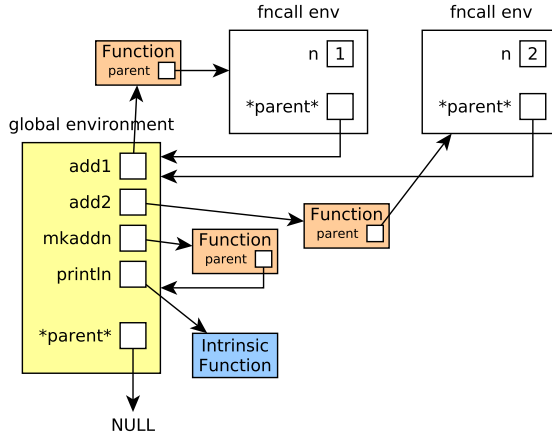 fncall env
fncall env
Function
parent
n 1
n 2
*parent*
*parent*
global environment
add1
add2
Function
parent
mkaddn
Function
parent
println
*parent*
Intrinsic
Function
NULL